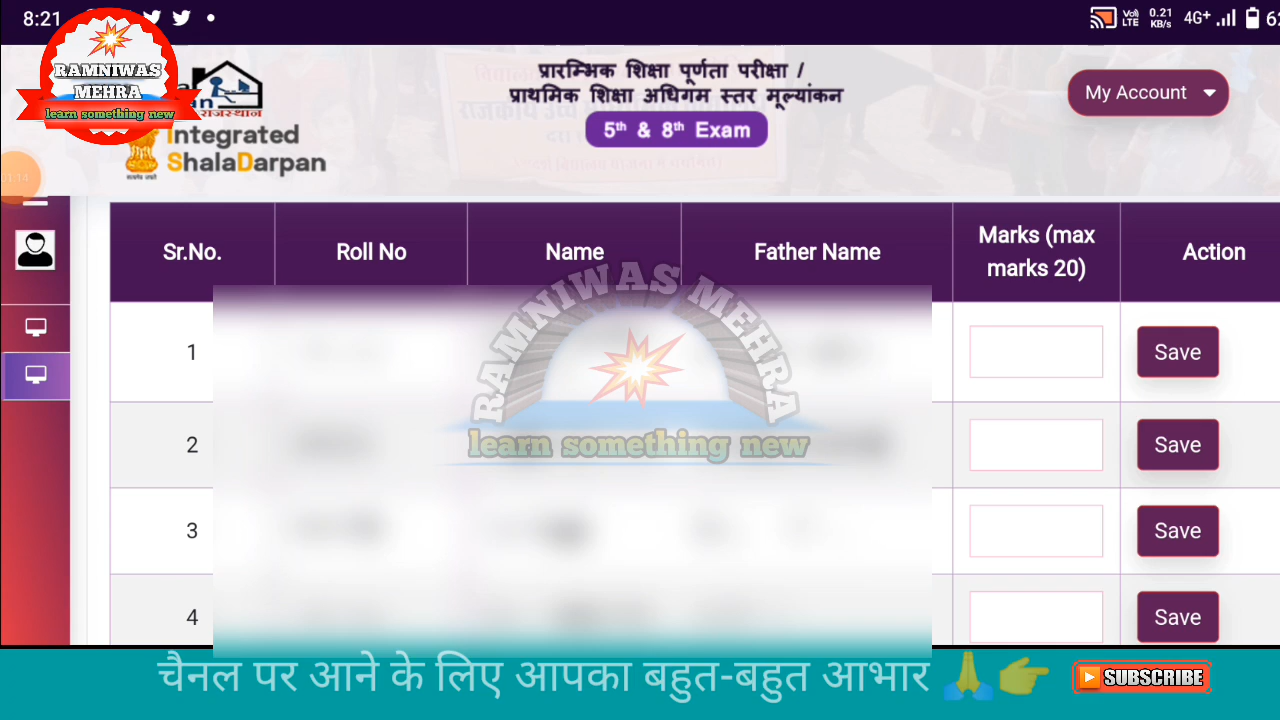 8:21
VoLTE 0.21 KB/s 4G+
RAMNIWAS
MEHRA
learn something new
राजस्थान
Integrated
ShalaDarpan
प्रारम्भिक शिक्षा पूर्णता परीक्षा /
प्राथमिक शिक्षा अधिगम स्तर मूल्यांकन
5th & 8th Exam
My Account
Sr.No. Roll No Name Father Name Marks (max marks 20) Action
1 Save
2 Save
3 Save
4 Save
RAMNIWAS MEHRA
learn something new
चैनल पर आने के लिए आपका बहुत-बहुत आभार 🙏👉
SUBSCRIBE